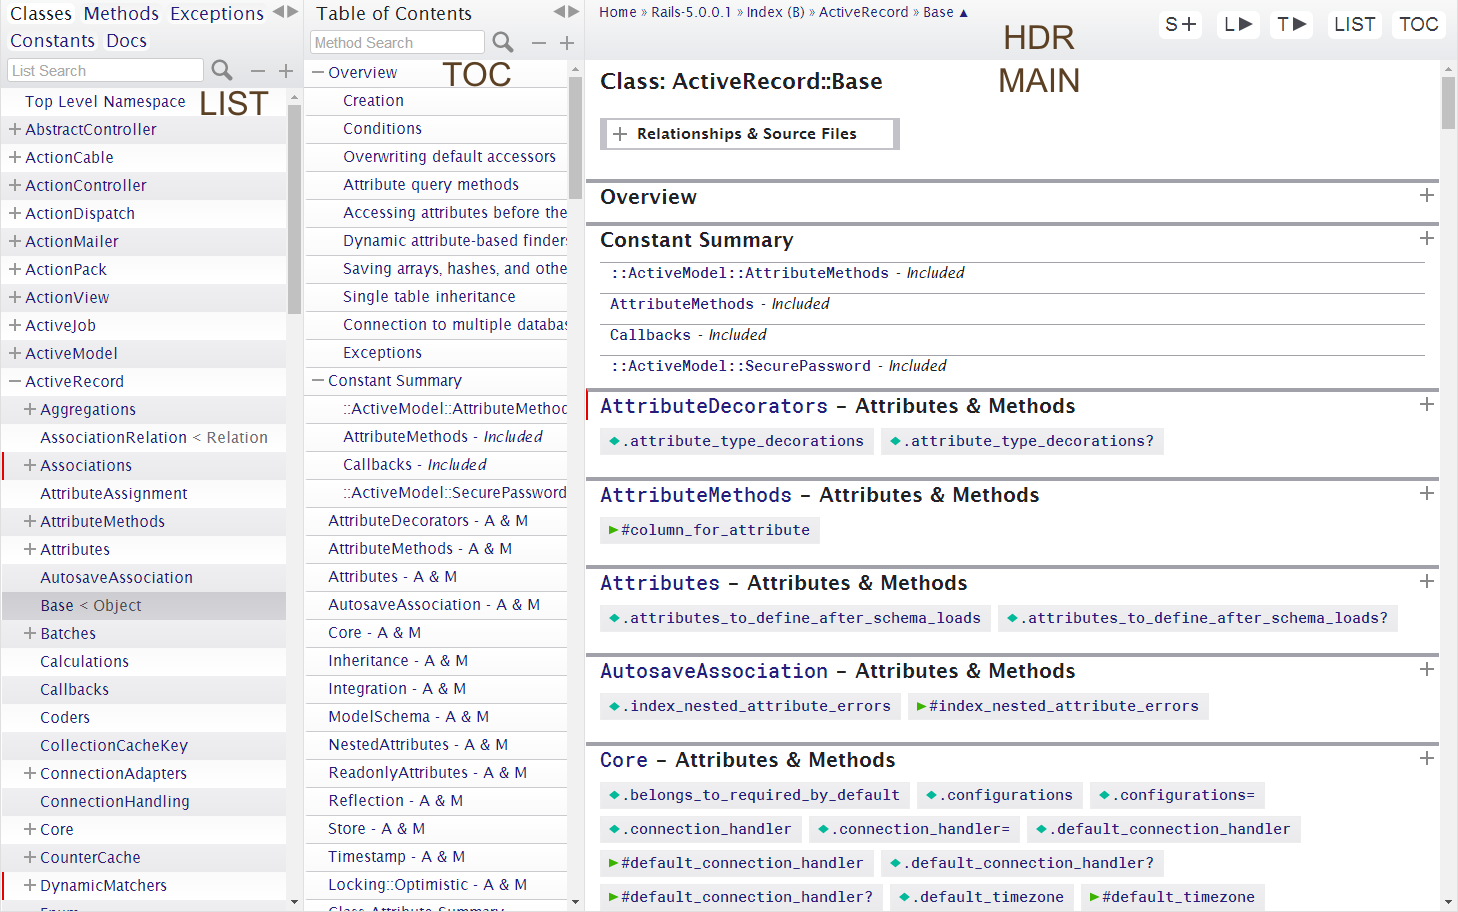 Classes Methods Exceptions
Constants Docs
List Search
LIST
Top Level Namespace
AbstractController
ActionCable
ActionController
ActionDispatch
ActionMailer
ActionPack
ActionView
ActiveJob
ActiveModel
ActiveRecord
Aggregations
AssociationRelation < Relation
Associations
AttributeAssignment
AttributeMethods
Attributes
AutosaveAssociation
Base < Object
Batches
Calculations
Callbacks
Coders
CollectionCacheKey
ConnectionAdapters
ConnectionHandling
Core
CounterCache
DynamicMatchers
Table of Contents
Method Search
TOC
Overview
Creation
Conditions
Overwriting default accessors
Attribute query methods
Accessing attributes before the
Dynamic attribute-based finders
Saving arrays, hashes, and othe
Single table inheritance
Connection to multiple databas
Exceptions
Constant Summary
::ActiveModel::AttributeMethod
AttributeMethods - Included
Callbacks - Included
::ActiveModel::SecurePassword
AttributeDecorators - A & M
AttributeMethods - A & M
Attributes - A & M
AutosaveAssociation - A & M
Core - A & M
Inheritance - A & M
Integration - A & M
ModelSchema - A & M
NestedAttributes - A & M
ReadonlyAttributes - A & M
Reflection - A & M
Store - A & M
Timestamp - A & M
Locking::Optimistic - A & M
Class Attribute Summary
Home » Rails-5.0.0.1 » Index (B) » ActiveRecord » Base ▲
HDR
S+ L▶ T▶ LIST TOC
MAIN
Class: ActiveRecord::Base
Relationships & Source Files
Overview
Constant Summary
::ActiveModel::AttributeMethods - Included
AttributeMethods - Included
Callbacks - Included
::ActiveModel::SecurePassword - Included
AttributeDecorators – Attributes & Methods
.attribute_type_decorations .attribute_type_decorations?
AttributeMethods – Attributes & Methods
#column_for_attribute
Attributes – Attributes & Methods
.attributes_to_define_after_schema_loads .attributes_to_define_after_schema_loads?
AutosaveAssociation – Attributes & Methods
.index_nested_attribute_errors #index_nested_attribute_errors
Core – Attributes & Methods
.belongs_to_required_by_default .configurations .configurations=
.connection_handler .connection_handler= .default_connection_handler
#default_connection_handler .default_connection_handler?
#default_connection_handler? .default_timezone #default_timezone